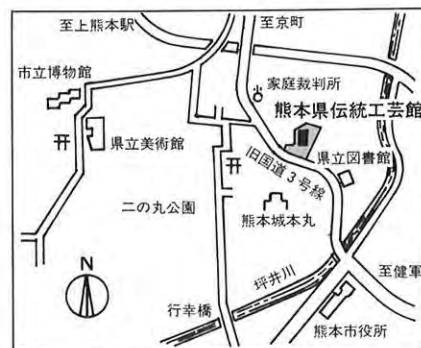 至上熊本駅
至京町
市立博物館
家庭裁判所
熊本県伝統工芸館
県立美術館
県立図書館
旧国道3号線
二の丸公園
熊本城本丸
N
坪井川
至健軍
行幸橋
熊本市役所